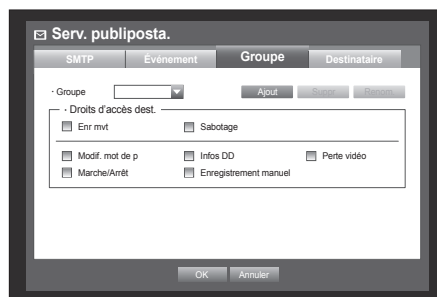 Serv. publiposta.
SMTP Événement Groupe Destinataire
· Groupe Ajout Suppr. Renom.
· Droits d'accès dest.
Enr mvt Sabotage
Modif. mot de p Infos DD Perte vidéo
Marche/Arrêt Enregistrement manuel
OK Annuler